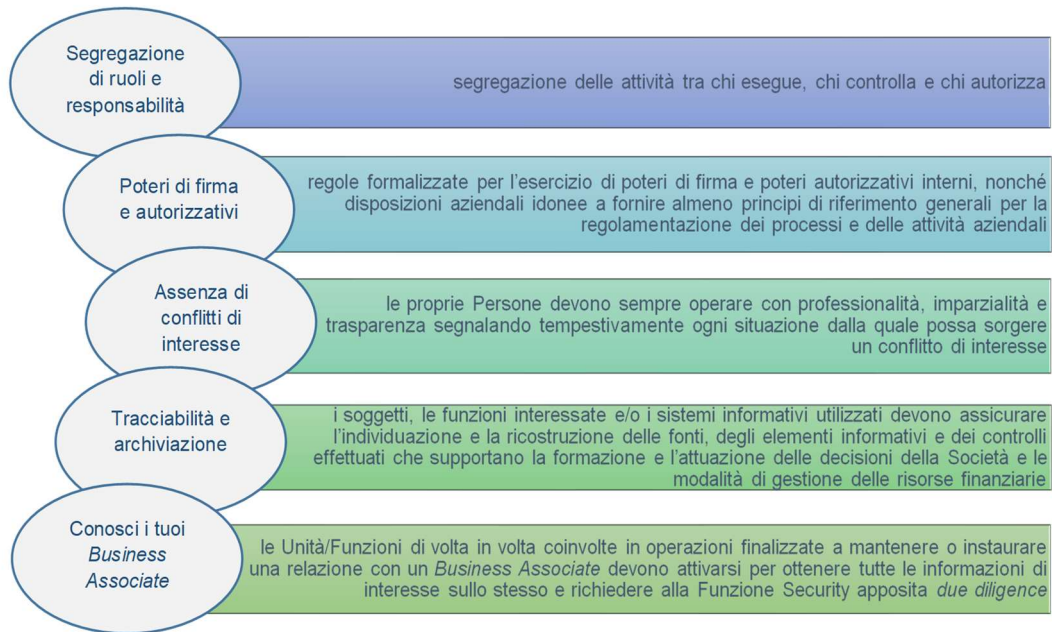 Segregazione
di ruoli e
responsabilità
segregazione delle attività tra chi esegue, chi controlla e chi autorizza
Poteri di firma
e autorizzativi
regole formalizzate per l'esercizio di poteri di firma e poteri autorizzativi interni, nonché
disposizioni aziendali idonee a fornire almeno principi di riferimento generali per la
regolamentazione dei processi e delle attività aziendali
Assenza di
conflitti di
interesse
le proprie Persone devono sempre operare con professionalità, imparzialità e
trasparenza segnalando tempestivamente ogni situazione dalla quale possa sorgere
un conflitto di interesse
Tracciabilità e
archiviazione
i soggetti, le funzioni interessate e/o i sistemi informativi utilizzati devono assicurare
l'individuazione e la ricostruzione delle fonti, degli elementi informativi e dei controlli
effettuati che supportano la formazione e l'attuazione delle decisioni della Società e le
modalità di gestione delle risorse finanziarie
Conosci i tuoi
Business
Associate
le Unità/Funzioni di volta in volta coinvolte in operazioni finalizzate a mantenere o instaurare
una relazione con un Business Associate devono attivarsi per ottenere tutte le informazioni di
interesse sullo stesso e richiedere alla Funzione Security apposita due diligence